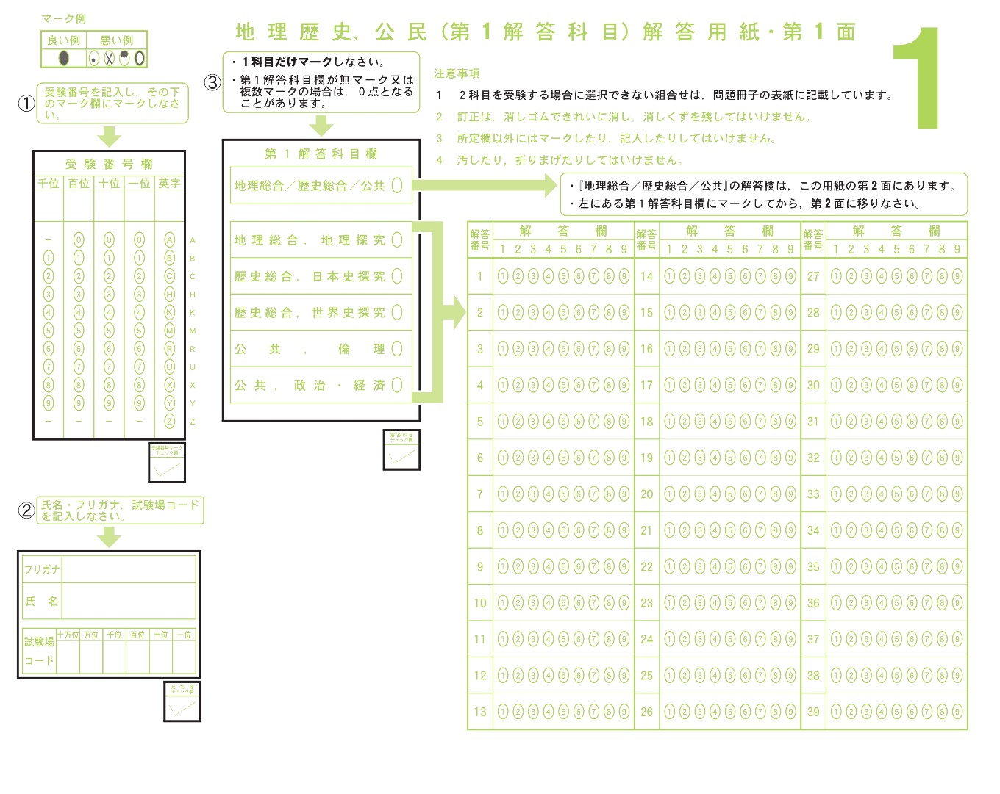 マーク例
良い例 悪い例
地理歴史，公民（第1解答科目）解答用紙・第1面
1
①
受験番号を記入し，その下
のマーク欄にマークしなさ
い。
受験番号欄
千位 百位 十位 一位 英字
－ 0 0 0 A A
1 1 1 1 B B
2 2 2 2 C C
3 3 3 3 H H
4 4 4 4 K K
5 5 5 5 M M
6 6 6 6 R R
7 7 7 7 U U
8 8 8 8 X X
9 9 9 9 Y Y
－ － － － Z Z
受験番号マーク
チェック欄
②
氏名・フリガナ，試験場コード
を記入しなさい。
フリガナ
氏名
試験場
コード
十万位 万位 千位 百位 十位 一位
氏名等
チェック欄
③
・1科目だけマークしなさい。
・第1解答科目欄が無マーク又は
複数マークの場合は，0点となる
ことがあります。
第1解答科目欄
地理総合／歴史総合／公共
地理総合，地理探究
歴史総合，日本史探究
歴史総合，世界史探究
公共，倫理
公共，政治・経済
解答科目
チェック欄
注意事項
1 2科目を受験する場合に選択できない組合せは，問題冊子の表紙に記載しています。
2 訂正は，消しゴムできれいに消し，消しくずを残してはいけません。
3 所定欄以外にはマークしたり，記入したりしてはいけません。
4 汚したり，折りまげたりしてはいけません。
・『地理総合／歴史総合／公共』の解答欄は，この用紙の第2面にあります。
・左にある第1解答科目欄にマークしてから，第2面に移りなさい。
解答番号 解答欄 解答番号 解答欄 解答番号 解答欄
1 2 3 4 5 6 7 8 9 1 2 3 4 5 6 7 8 9 1 2 3 4 5 6 7 8 9
1 1 2 3 4 5 6 7 8 9 14 1 2 3 4 5 6 7 8 9 27 1 2 3 4 5 6 7 8 9
2 1 2 3 4 5 6 7 8 9 15 1 2 3 4 5 6 7 8 9 28 1 2 3 4 5 6 7 8 9
3 1 2 3 4 5 6 7 8 9 16 1 2 3 4 5 6 7 8 9 29 1 2 3 4 5 6 7 8 9
4 1 2 3 4 5 6 7 8 9 17 1 2 3 4 5 6 7 8 9 30 1 2 3 4 5 6 7 8 9
5 1 2 3 4 5 6 7 8 9 18 1 2 3 4 5 6 7 8 9 31 1 2 3 4 5 6 7 8 9
6 1 2 3 4 5 6 7 8 9 19 1 2 3 4 5 6 7 8 9 32 1 2 3 4 5 6 7 8 9
7 1 2 3 4 5 6 7 8 9 20 1 2 3 4 5 6 7 8 9 33 1 2 3 4 5 6 7 8 9
8 1 2 3 4 5 6 7 8 9 21 1 2 3 4 5 6 7 8 9 34 1 2 3 4 5 6 7 8 9
9 1 2 3 4 5 6 7 8 9 22 1 2 3 4 5 6 7 8 9 35 1 2 3 4 5 6 7 8 9
10 1 2 3 4 5 6 7 8 9 23 1 2 3 4 5 6 7 8 9 36 1 2 3 4 5 6 7 8 9
11 1 2 3 4 5 6 7 8 9 24 1 2 3 4 5 6 7 8 9 37 1 2 3 4 5 6 7 8 9
12 1 2 3 4 5 6 7 8 9 25 1 2 3 4 5 6 7 8 9 38 1 2 3 4 5 6 7 8 9
13 1 2 3 4 5 6 7 8 9 26 1 2 3 4 5 6 7 8 9 39 1 2 3 4 5 6 7 8 9